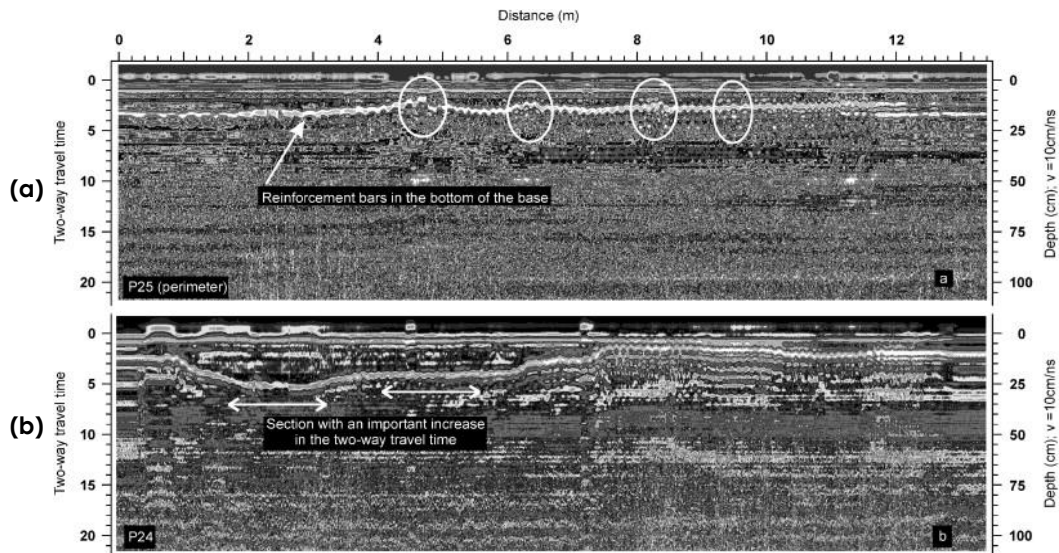 Distance (m)
0 2 4 6 8 10 12
(a)
Two-way travel time
0
5
10
15
20
Reinforcement bars in the bottom of the base
P25 (perimeter)
a
0
25
50
75
100
Depth (cm); v =10cm/ns
(b)
Two-way travel time
0
5
10
15
20
Section with an important increase
in the two-way travel time
P24
b
0
25
50
75
100
Depth (cm); v =10cm/ns